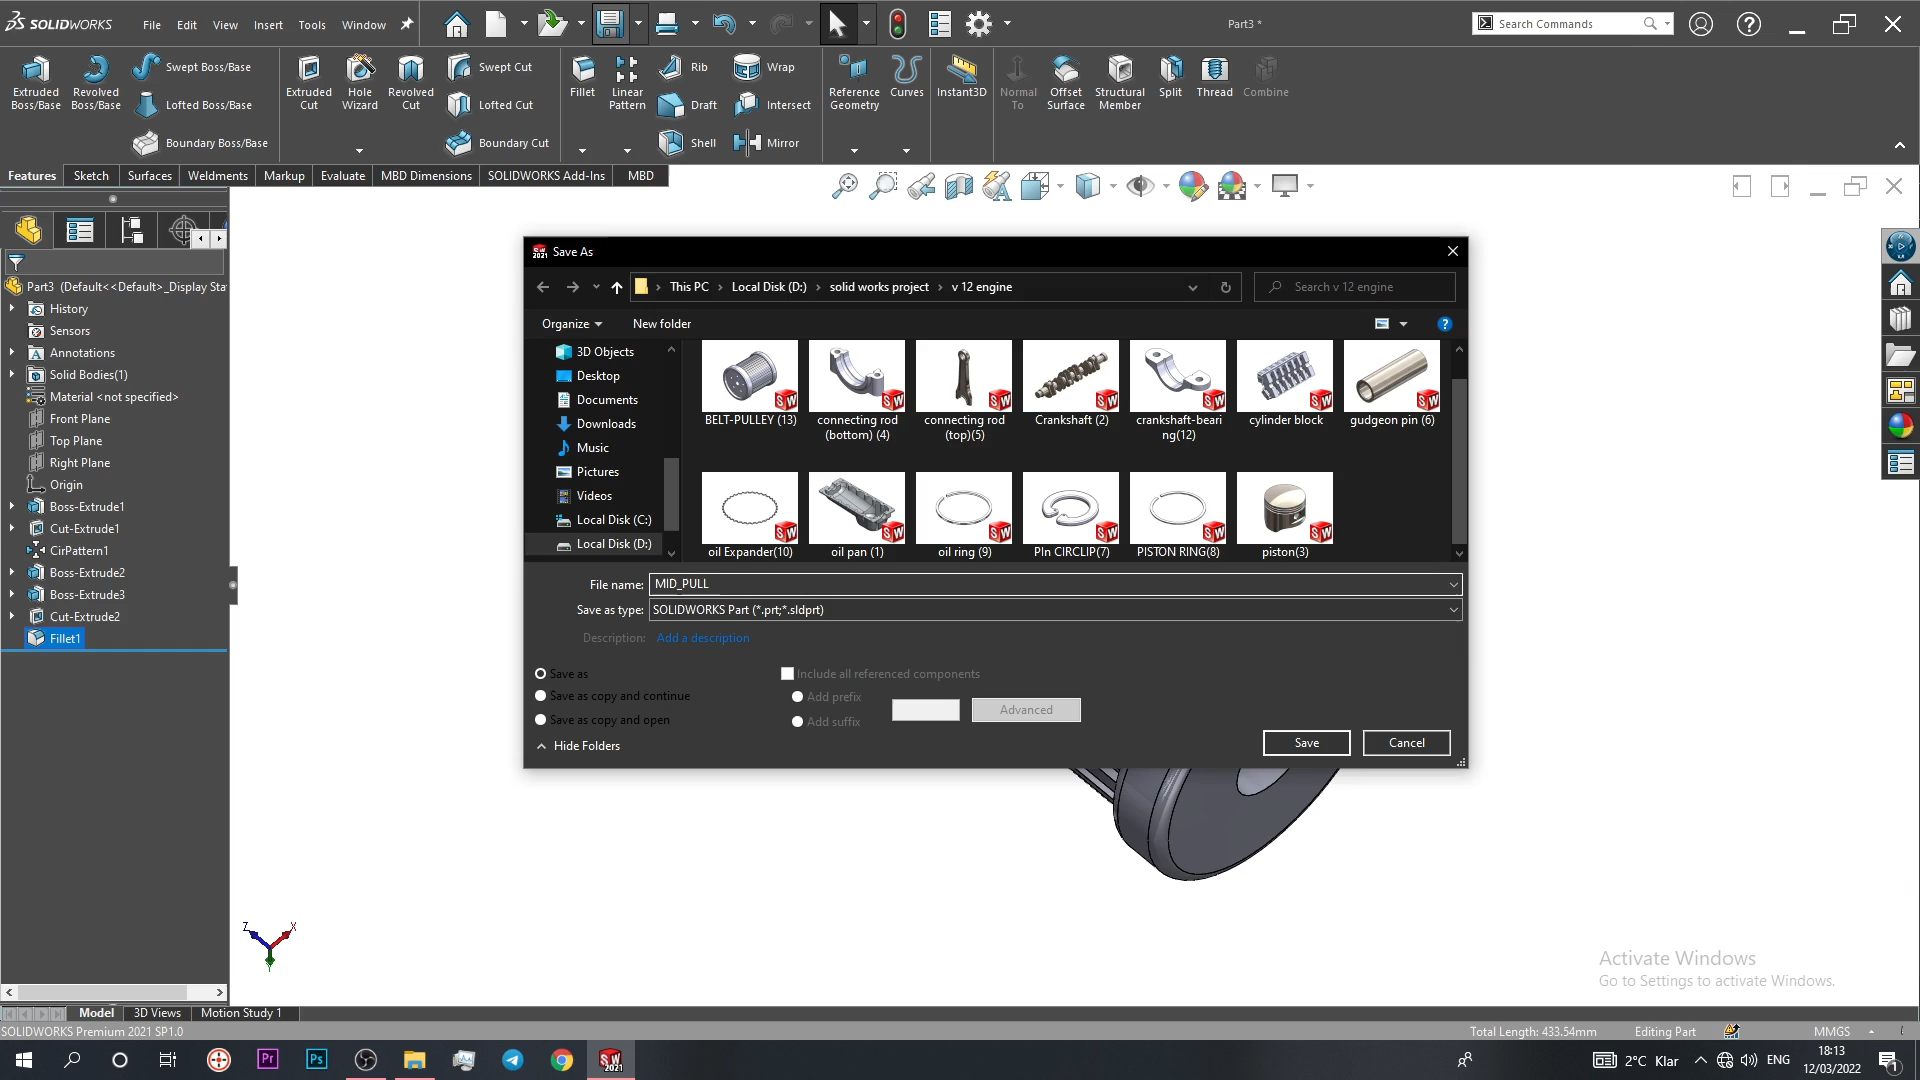 SOLIDWORKS
File Edit View Insert Tools Window
Part3 *
Search Commands
Extruded Boss/Base
Revolved Boss/Base
Swept Boss/Base
Lofted Boss/Base
Boundary Boss/Base
Extruded Cut
Hole Wizard
Revolved Cut
Swept Cut
Lofted Cut
Boundary Cut
Fillet
Linear Pattern
Rib
Draft
Shell
Wrap
Intersect
Mirror
Reference Geometry
Curves
Instant3D
Normal To
Offset Surface
Structural Member
Split
Thread
Combine
Features Sketch Surfaces Weldments Markup Evaluate MBD Dimensions SOLIDWORKS Add-Ins MBD
Part3 (Default<<Default>_Display Sta
History
Sensors
Annotations
Solid Bodies(1)
Material <not specified>
Front Plane
Top Plane
Right Plane
Origin
Boss-Extrude1
Cut-Extrude1
CirPattern1
Boss-Extrude2
Boss-Extrude3
Cut-Extrude2
Fillet1
SW 2021 Save As
This PC › Local Disk (D:) › solid works project › v 12 engine
Search v 12 engine
Organize New folder
3D Objects
Desktop
Documents
Downloads
Music
Pictures
Videos
Local Disk (C:)
Local Disk (D:)
BELT-PULLEY (13)
connecting rod (bottom) (4)
connecting rod (top)(5)
Crankshaft (2)
crankshaft-beari
ng(12)
cylinder block
gudgeon pin (6)
oil Expander(10)
oil pan (1)
oil ring (9)
PIn CIRCLIP(7)
PISTON RING(8)
piston(3)
File name: MID_PULL
Save as type: SOLIDWORKS Part (*.prt;*.sldprt)
Description: Add a description
Save as
Save as copy and continue
Save as copy and open
Include all referenced components
Add prefix
Add suffix
Advanced
Hide Folders
Save Cancel
Z X Y
Activate Windows
Go to Settings to activate Windows.
Model 3D Views Motion Study 1
SOLIDWORKS Premium 2021 SP1.0
Total Length: 433.54mm Editing Part MMGS
Pr Ps SW 2021
2°C Klar ENG
18:13
12/03/2022
1